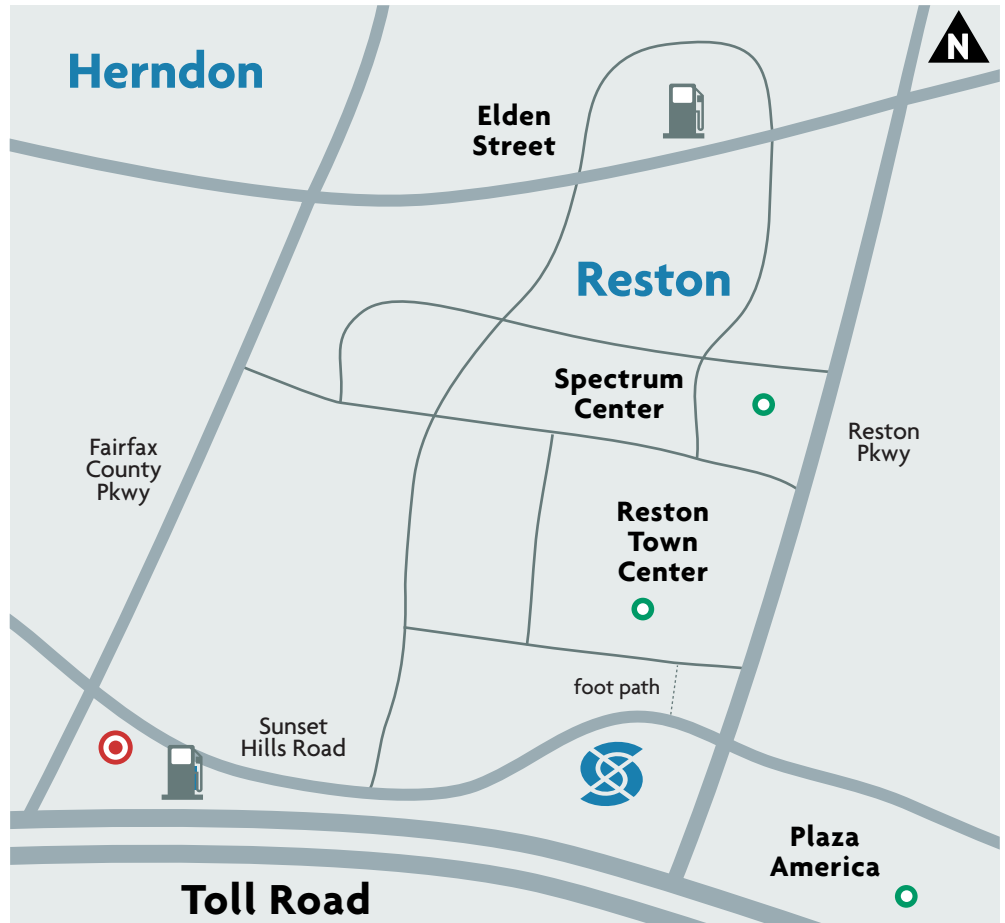 N
Herndon
Elden
Street
Reston
Spectrum
Center
Fairfax
County
Pkwy
Reston
Pkwy
Reston
Town
Center
foot path
Sunset
Hills Road
Plaza
America
Toll Road